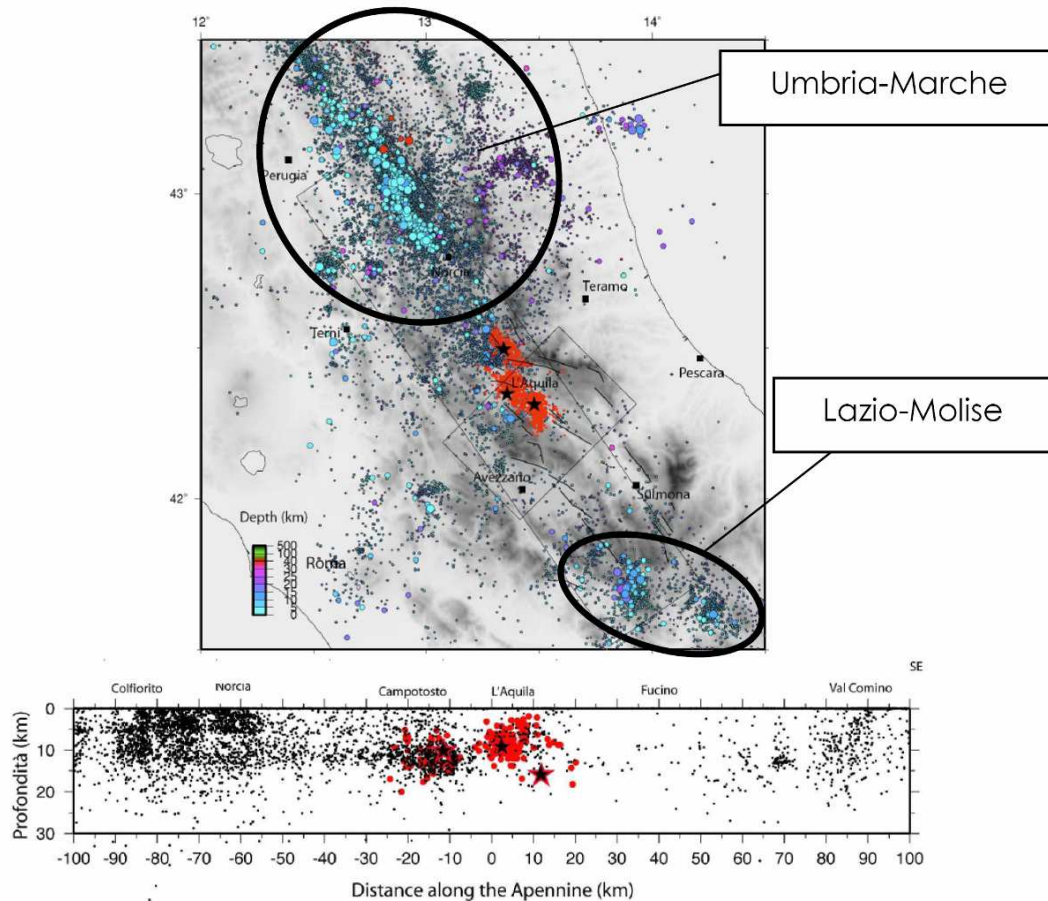 12°
13
14°
Umbria-Marche
Perugia
43°
Norcia
Teramo
Terni
Pescara
L'Aquila
Lazio-Molise
Avezzano
Sulmona
42°
Depth (km)
500
100
40
30
25
20
15
10
5
0
Roma
SE
Colfiorito
Norcia
Campotosto
L'Aquila
Fucino
Val Comino
Profondità (km)
0
10
20
30
-100 -90 -80 -70 -60 -50 -40 -30 -20 -10 0 10 20 30 40 50 60 70 80 90 100
Distance along the Apennine (km)